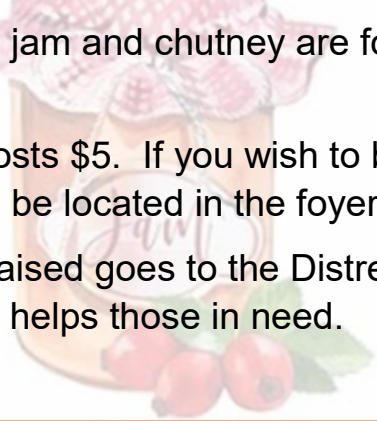 jam and chutney are fo
osts $5. If you wish to b
be located in the foyer
Jam
aised goes to the Distre
helps those in need.